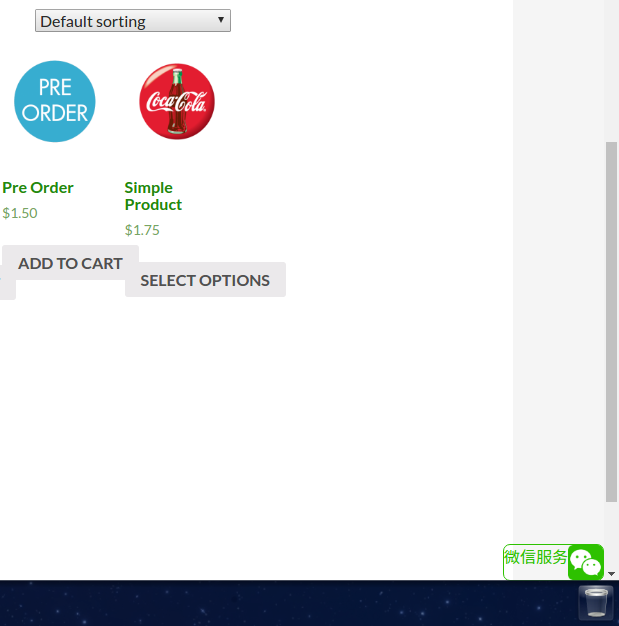 Default sorting
PRE
ORDER
Coca-Cola
Pre Order
$1.50
ADD TO CART
Simple
Product
$1.75
SELECT OPTIONS
微信服务